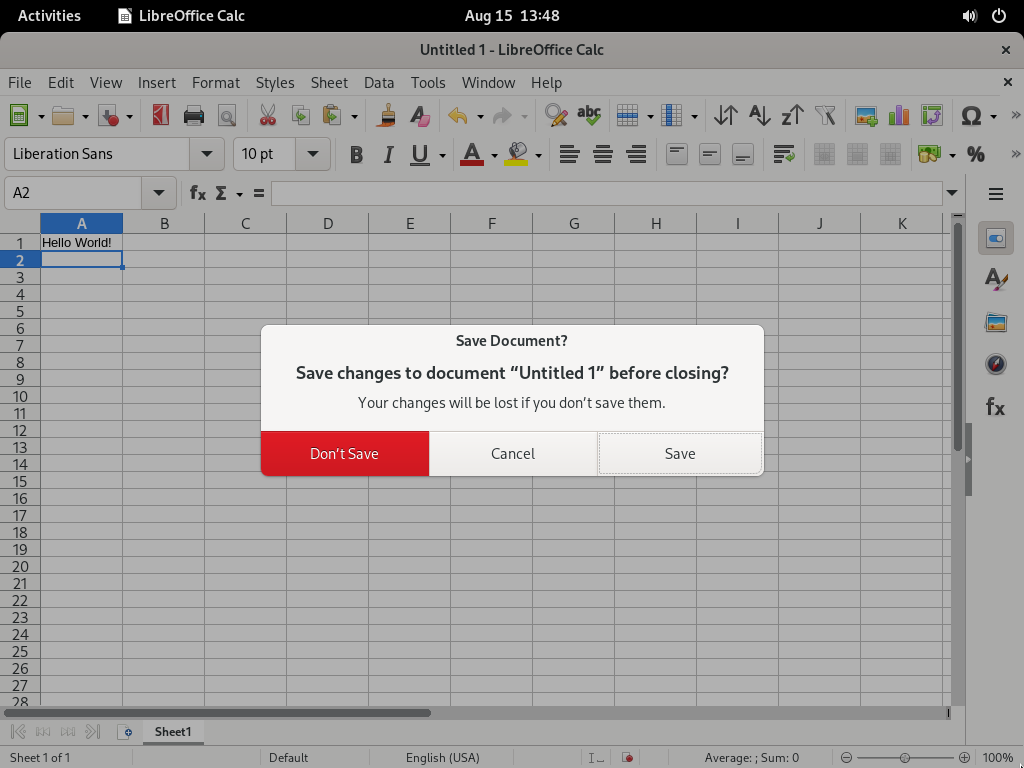 Activities LibreOffice Calc Aug 15 13:48
Untitled 1 - LibreOffice Calc
File Edit View Insert Format Styles Sheet Data Tools Window Help
Liberation Sans 10 pt B I U A %
A2 fx Σ =
A B C D E F G H I J K
1 Hello World!
2
3
4
5
6
7
8
9
10
11
12
13
14
15
16
17
18
19
20
21
22
23
24
25
26
27
28
Save Document?
Save changes to document “Untitled 1” before closing?
Your changes will be lost if you don’t save them.
Don’t Save Cancel Save
Sheet1
Sheet 1 of 1 Default English (USA) Average: ; Sum: 0 100%